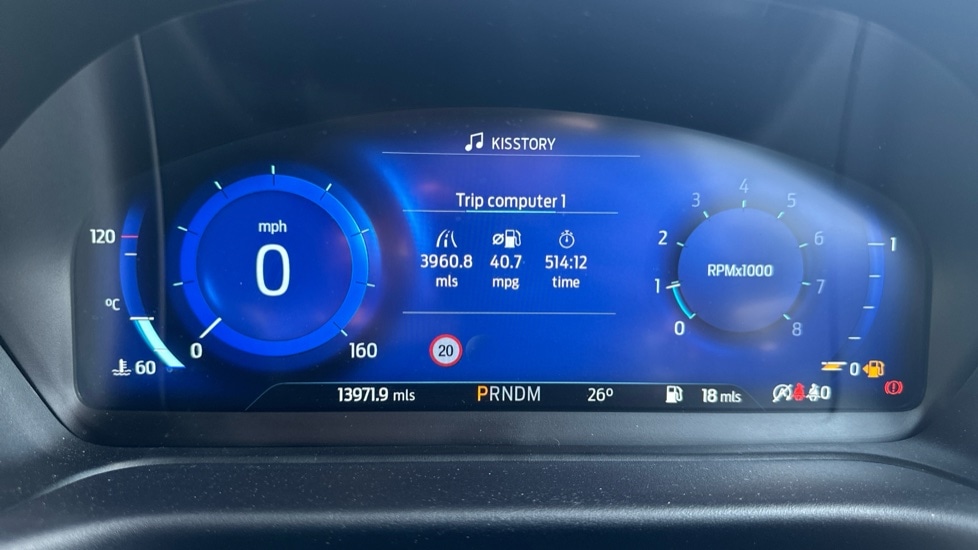 KISSTORY
Trip computer 1
3960.8 40.7 514:12
mls mpg time
120
°C
60
mph
0
0 160
20
1 2 3 4 5 6 7 8
0
RPMx1000
1
0
13971.9 mls PRNDM 26° 18 mls 0